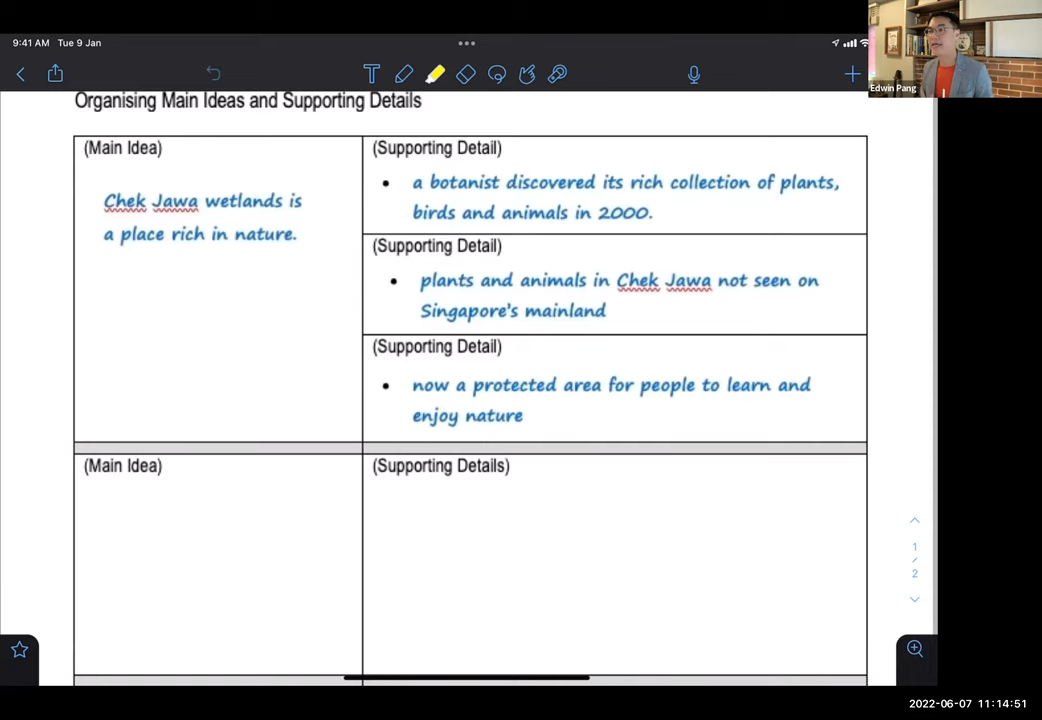 9:41 AM Tue 9 Jan
Edwin Pang
Organising Main Ideas and Supporting Details
(Main Idea)
Chek Jawa wetlands is
a place rich in nature.
(Supporting Detail)
• a botanist discovered its rich collection of plants,
birds and animals in 2000.
(Supporting Detail)
• plants and animals in Chek Jawa not seen on
Singapore's mainland
(Supporting Detail)
• now a protected area for people to learn and
enjoy nature
(Main Idea)
(Supporting Details)
1
/
2
2022-06-07 11:14:51